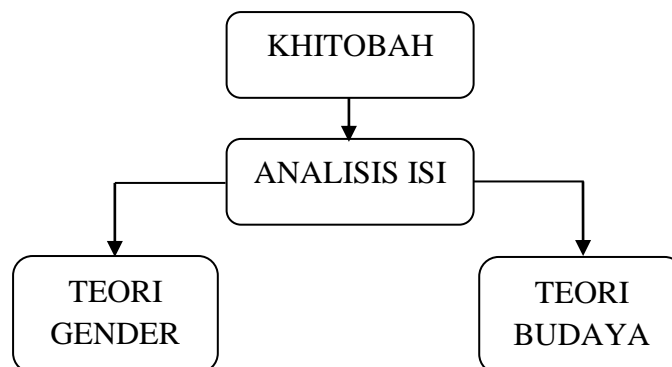 KHITOBAH
ANALISIS ISI
TEORI
GENDER
TEORI
BUDAYA